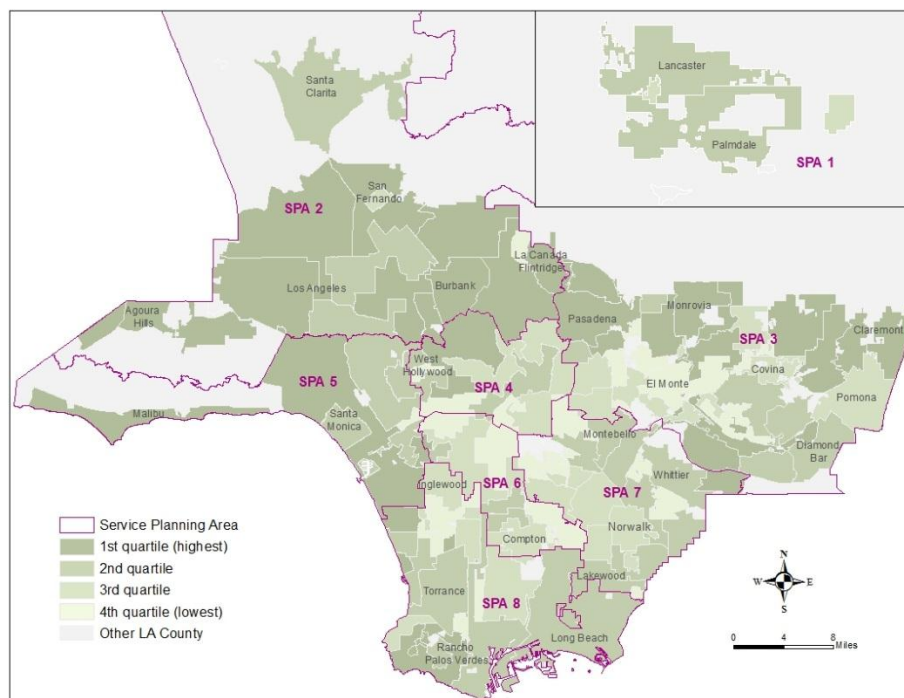 Santa
Clarita
Lancaster
Palmdale
SPA 1
San
Fernando
SPA 2
La Canada
Flintridge
Los Angeles
Burbank
Agoura
Hills
Pasadena
Monrovia
SPA 3
Claremont
West
Hollywood
Covina
SPA 5
SPA 4
El Monte
Pomona
Malibu
Santa
Monica
Montebello
Diamond
Bar
Inglewood
SPA 6
SPA 7
Whittier
Norwalk
Compton
Lakewood
Torrance
SPA 8
Long Beach
Rancho
Palos Verdes
Service Planning Area
1st quartile (highest)
2nd quartile
3rd quartile
4th quartile (lowest)
Other LA County
N
W E
S
0 4 8
Miles